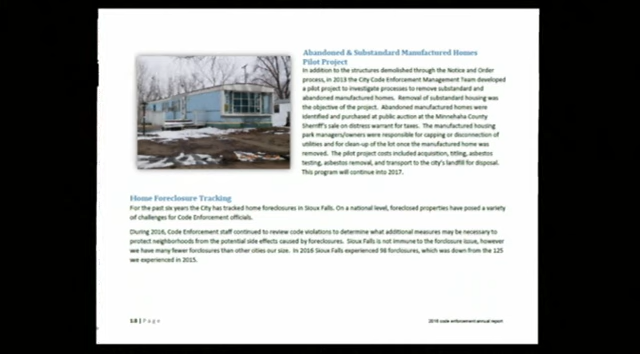 Abandoned & Substandard Manufactured Homes
Pilot Project
In addition to the structures demolished through the Notice and Order
process, in 2013 the City Code Enforcement Management Team developed
a pilot project to investigate processes to remove substandard and
abandoned manufactured homes. Removal of substandard housing was
the objective of the project. Abandoned manufactured homes were
identified and purchased at public auction at the Minnehaha County
Sherriff's sale on distress warrant for taxes. The manufactured housing
park managers/owners were responsible for capping or disconnection of
utilities and for clean-up of the lot once the manufactured home was
removed. The pilot project costs included acquisition, titling, asbestos
testing, asbestos removal, and transport to the city's landfill for disposal.
This program will continue into 2017.
Home Foreclosure Tracking
For the past six years the City has tracked home foreclosures in Sioux Falls. On a national level, foreclosed properties have posed a variety
of challenges for Code Enforcement officials.
During 2016, Code Enforcement staff continued to review code violations to determine what additional measures may be necessary to
protect neighborhoods from the potential side effects caused by foreclosures. Sioux Falls is not immune to the forclosure issue, however
we have many fewer forclosures than other cities our size. In 2016 Sioux Falls experienced 98 forclosures, which was down from the 125
we experienced in 2015.
18 | P a g e
2016 code enforcement annual report